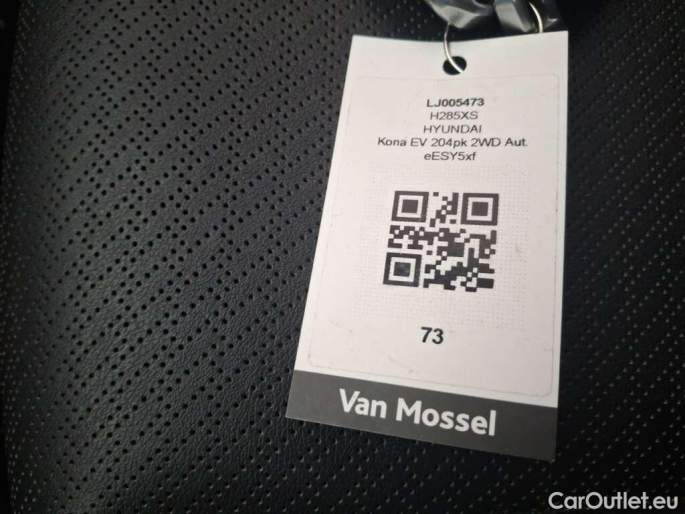 LJ005473
H285XS
HYUNDAI
Kona EV 204pk 2WD Aut.
eESY5xf
73
Van Mossel
CarOutlet.eu